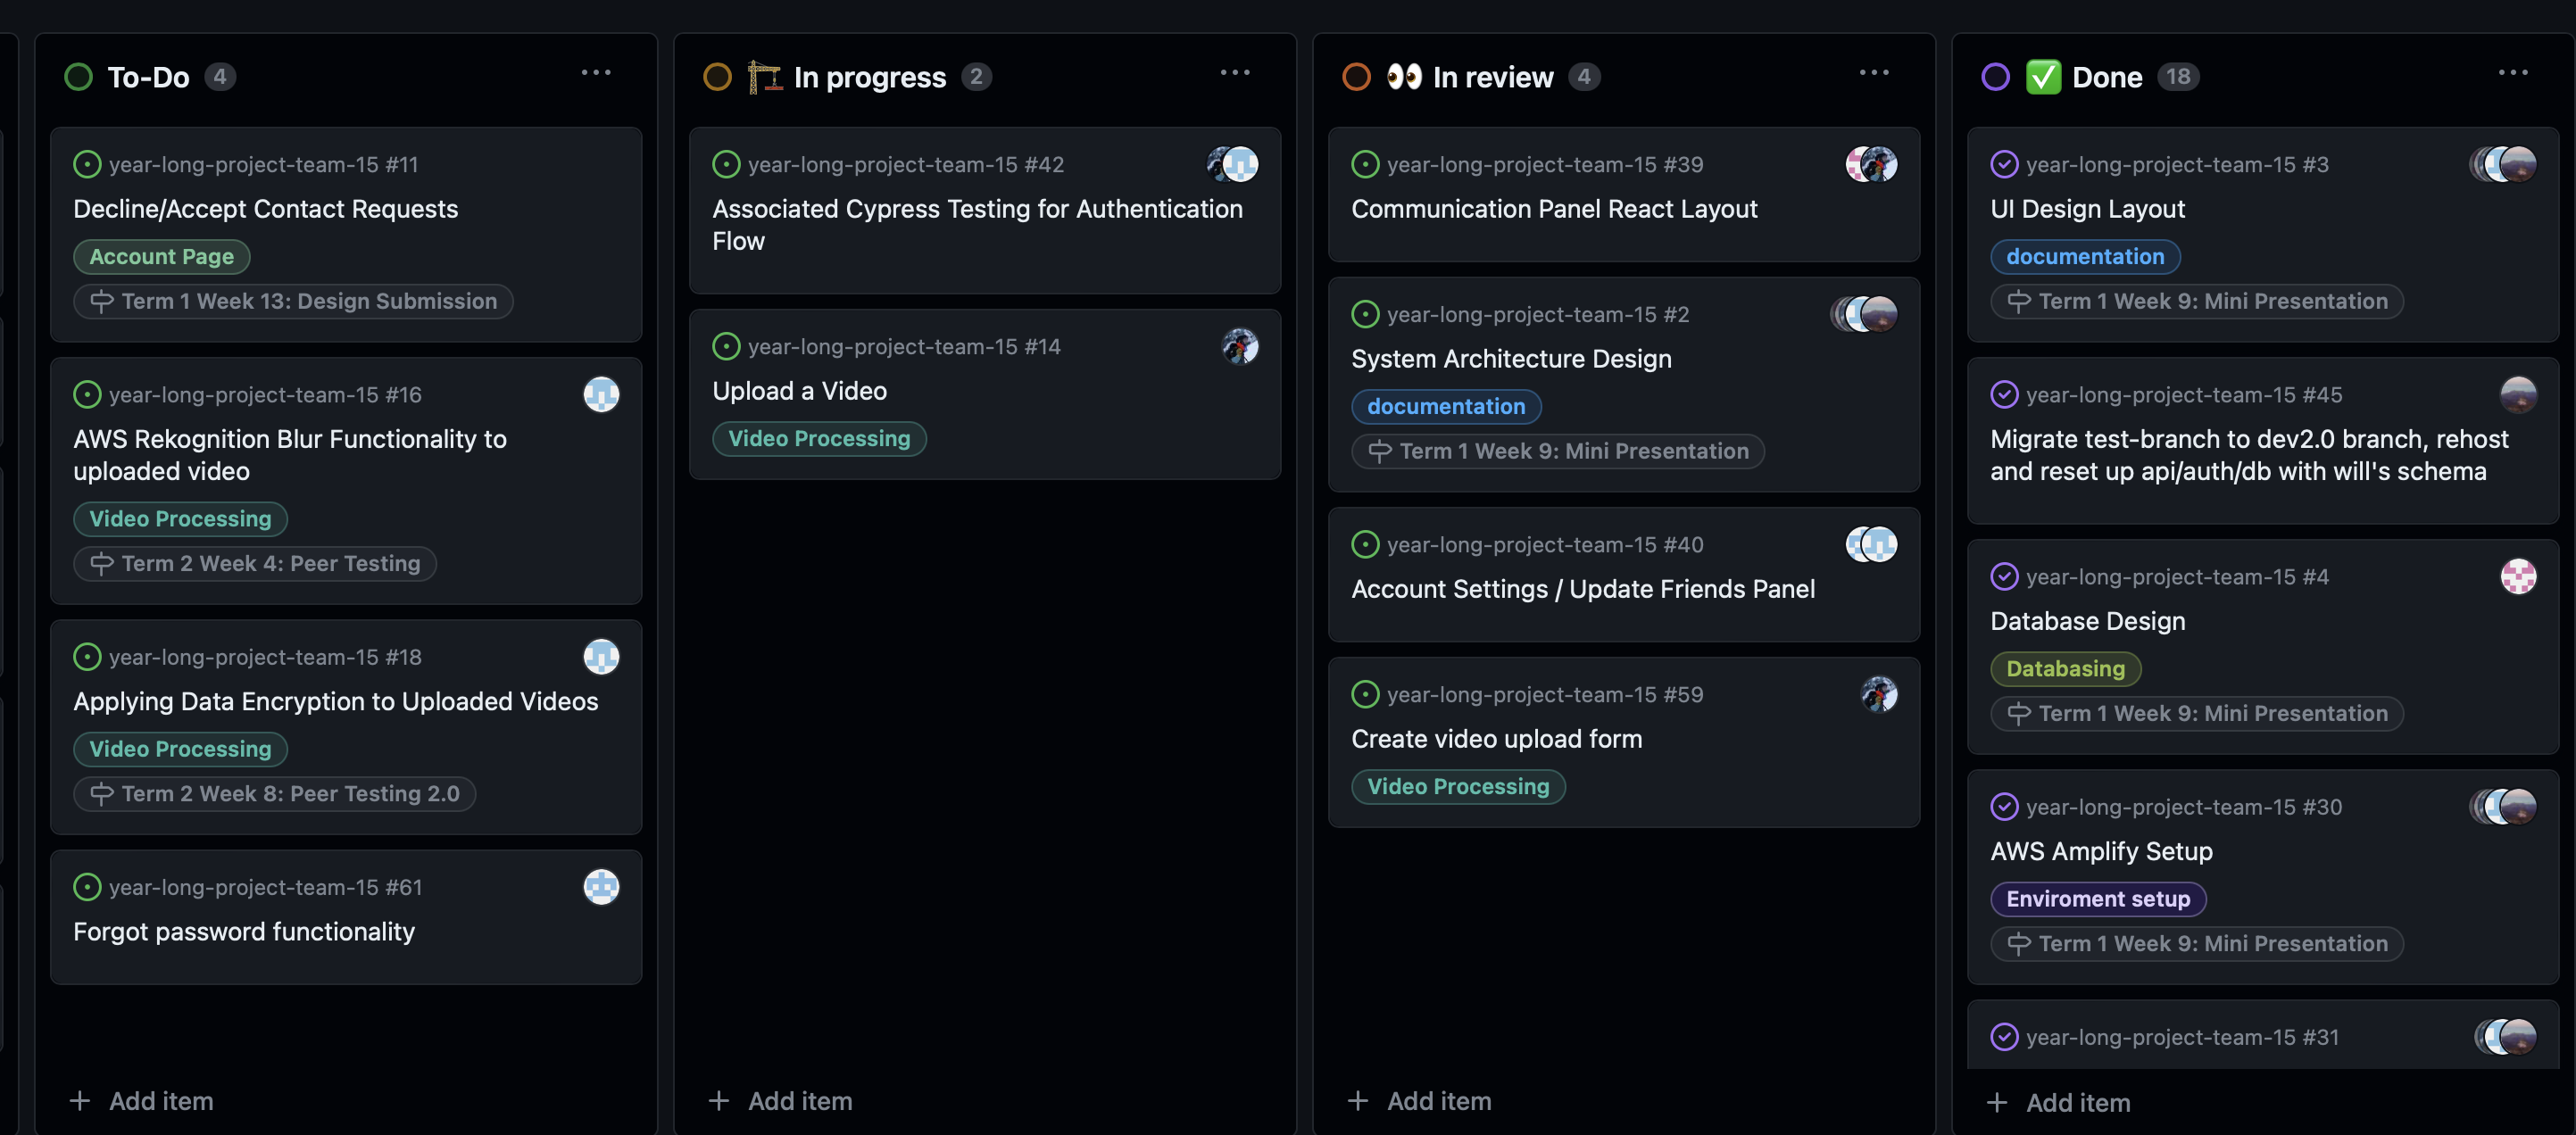 To-Do 4
year-long-project-team-15 #11
Decline/Accept Contact Requests
Account Page
Term 1 Week 13: Design Submission
year-long-project-team-15 #16
AWS Rekognition Blur Functionality to
uploaded video
Video Processing
Term 2 Week 4: Peer Testing
year-long-project-team-15 #18
Applying Data Encryption to Uploaded Videos
Video Processing
Term 2 Week 8: Peer Testing 2.0
year-long-project-team-15 #61
Forgot password functionality
+ Add item
In progress 2
year-long-project-team-15 #42
Associated Cypress Testing for Authentication
Flow
year-long-project-team-15 #14
Upload a Video
Video Processing
+ Add item
In review 4
year-long-project-team-15 #39
Communication Panel React Layout
year-long-project-team-15 #2
System Architecture Design
documentation
Term 1 Week 9: Mini Presentation
year-long-project-team-15 #40
Account Settings / Update Friends Panel
year-long-project-team-15 #59
Create video upload form
Video Processing
+ Add item
Done 18
year-long-project-team-15 #3
UI Design Layout
documentation
Term 1 Week 9: Mini Presentation
year-long-project-team-15 #45
Migrate test-branch to dev2.0 branch, rehost
and reset up api/auth/db with will's schema
year-long-project-team-15 #4
Database Design
Databasing
Term 1 Week 9: Mini Presentation
year-long-project-team-15 #30
AWS Amplify Setup
Enviroment setup
Term 1 Week 9: Mini Presentation
year-long-project-team-15 #31
+ Add item